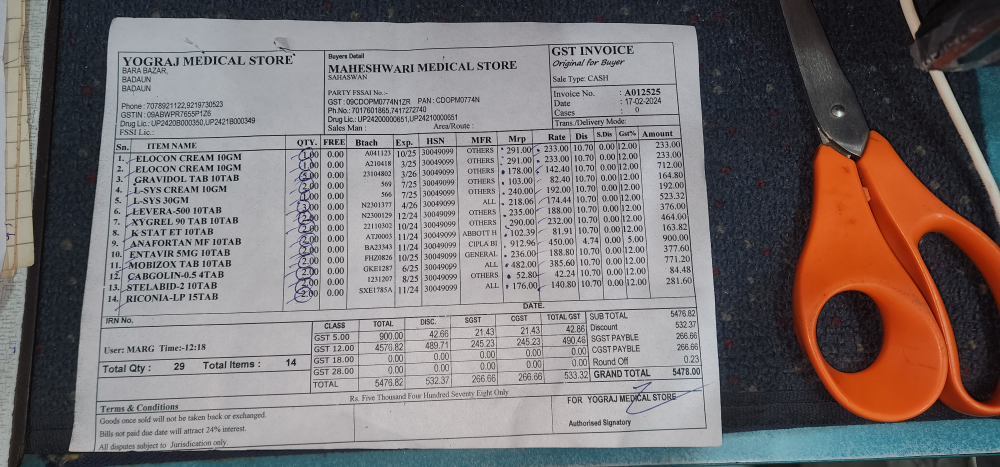 YOGRAJ MEDICAL STORE
BARA BAZAR,
BADAUN
BADAUN
Phone : 7078921122,9219730523
GSTIN : 09ABWPR7655P1Z6
Drug Lic.: UP2420B000350,UP2421B000349
FSSI Lic.:
Buyers Detail
MAHESHWARI MEDICAL STORE
SAHASWAN
PARTY FSSAI No.:-
GST : 09CDOPM0774N1ZR PAN : CDOPM0774N
Ph.No.: 7017601865,7417272740
Drug Lic.: UP24200000651,UP24210000651
Sales Man : Area/Route :
GST INVOICE
Original for Buyer
Sale Type: CASH
Invoice No. : A012525
Date : 17-02-2024
Cases : 0
Trans./Delivery Mode:
Sn. ITEM NAME QTY. FREE Btach Exp. HSN MFR Mrp Rate Dis S.Dis Gst% Amount
1. ELOCON CREAM 10GM 1.00 0.00 A041123 10/25 30049099 OTHERS 291.00 233.00 10.70 0.00 12.00 233.00
2. ELOCON CREAM 10GM 1.00 0.00 A210418 3/25 30049099 OTHERS 291.00 233.00 10.70 0.00 12.00 233.00
3. GRAVIDOL TAB 10TAB 5.00 0.00 23104802 3/26 30049099 OTHERS 178.00 142.40 10.70 0.00 12.00 712.00
4. L-SYS CREAM 10GM 2.00 0.00 569 7/25 30049099 OTHERS 103.00 82.40 10.70 0.00 12.00 164.80
5. L-SYS 30GM 1.00 0.00 566 7/25 30049099 OTHERS 240.00 192.00 10.70 0.00 12.00 192.00
6. LEVERA-500 10TAB 3.00 0.00 N2301377 4/26 30049099 ALL 218.06 174.44 10.70 0.00 12.00 523.32
7. XYGREL 90 TAB 10TAB 2.00 0.00 N2300129 12/24 30049099 OTHERS 235.00 188.00 10.70 0.00 12.00 376.00
8. K STAT ET 10TAB 2.00 0.00 22110302 10/24 30049099 OTHERS 290.00 232.00 10.70 0.00 12.00 464.00
9. ANAFORTAN MF 10TAB 2.00 0.00 ATJ0003 11/24 30049099 ABBOTT H 102.39 81.91 10.70 0.00 12.00 163.82
10. ENTAVIR 5MG 10TAB 2.00 0.00 BA23343 11/24 30049099 CIPLA BI 912.96 450.00 4.74 0.00 5.00 900.00
11. MOBIZOX TAB 10TAB 2.00 0.00 FHZ0826 10/25 30049099 GENERAL 236.00 188.80 10.70 0.00 12.00 377.60
12. CABGOLIN-0.5 4TAB 2.00 0.00 GKE1287 6/25 30049099 ALL 482.00 385.60 10.70 0.00 12.00 771.20
13. STELABID-2 10TAB 2.00 0.00 1231207 8/25 30049099 OTHERS 52.80 42.24 10.70 0.00 12.00 84.48
14. RICONIA-LP 15TAB 2.00 0.00 SXE1785A 11/24 30049099 ALL 176.00 140.80 10.70 0.00 12.00 281.60
DATE.
IRN No.
User: MARG Time:-12:18
Total Qty : 29 Total Items : 14
CLASS TOTAL DISC. SGST CGST TOTAL GST
GST 5.00 900.00 42.66 21.43 21.43 42.86
GST 12.00 4576.82 489.71 245.23 245.23 490.46
GST 18.00 0.00 0.00 0.00 0.00 0.00
GST 28.00 0.00 0.00 0.00 0.00 0.00
TOTAL 5476.82 532.37 266.66 266.66 533.32
SUB TOTAL 5476.82
Discount 532.37
SGST PAYBLE 266.66
CGST PAYBLE 266.66
Round Off 0.23
GRAND TOTAL 5478.00
Rs. Five Thousand Four Hundred Seventy Eight Only
Terms & Conditions
Goods once sold will not be taken back or exchanged.
Bills not paid due date will attract 24% interest.
All disputes subject to Jurisdication only.
FOR YOGRAJ MEDICAL STORE
Authorised Signatory